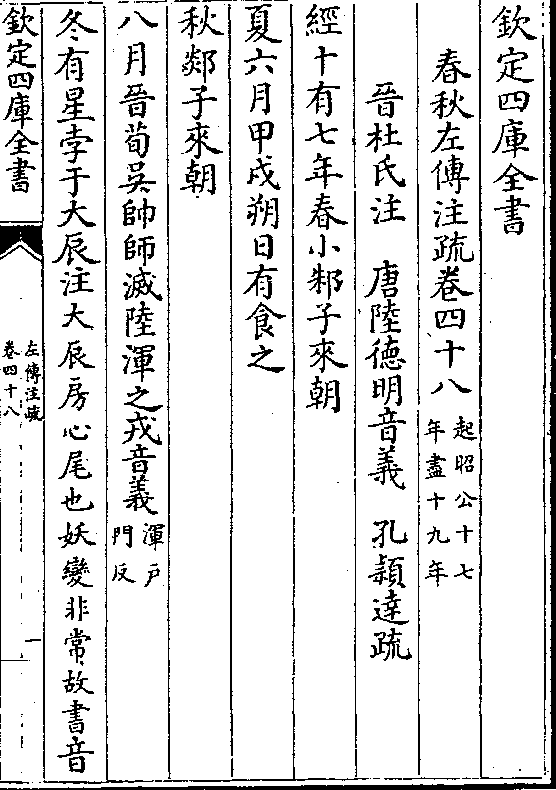 欽定四庫全書
春秋左傳注疏卷四十八起昭公十七年盡十九年
晉杜氏注　唐陸德明音義　孔穎達疏
經十有七年春小邾子來朝
夏六月甲戌朔日有食之
秋郯子來朝
八月晉荀吳帥師滅陸渾之戎音義渾戸門反
冬有星孛于大辰注大辰房心尾也妖變非常故書音
欽定四庫全書
左傳注疏
卷四十八
一